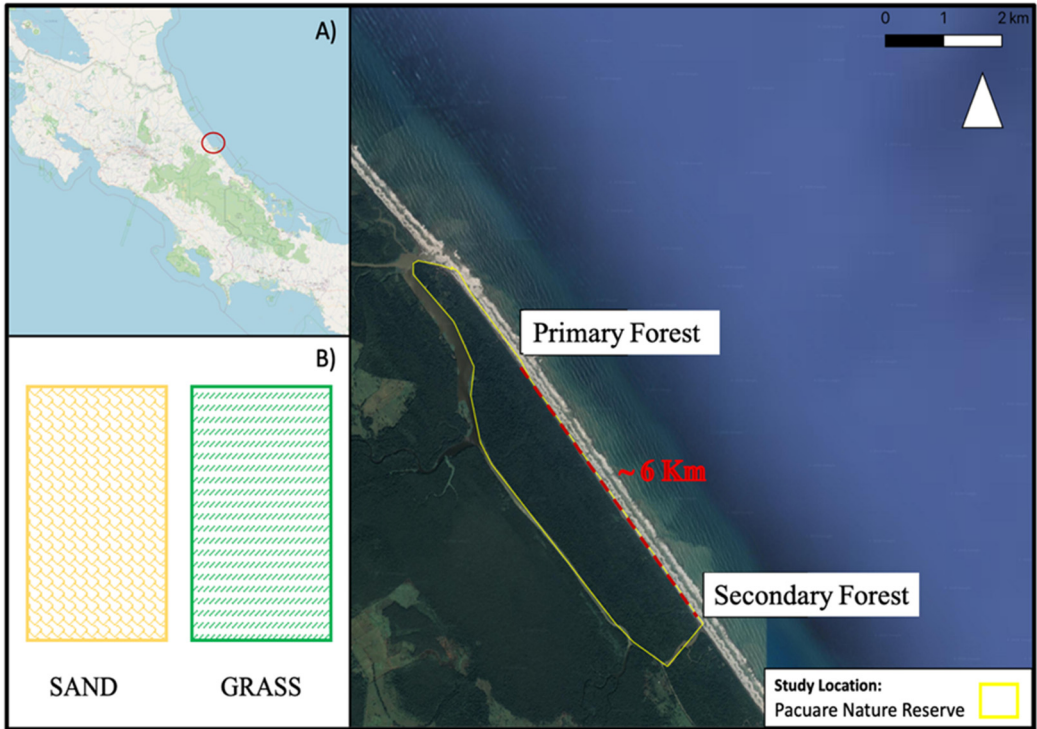 A)
B)
SAND
GRASS
0 1 2 km
Primary Forest
~ 6 Km
Secondary Forest
Study Location:
Pacuare Nature Reserve